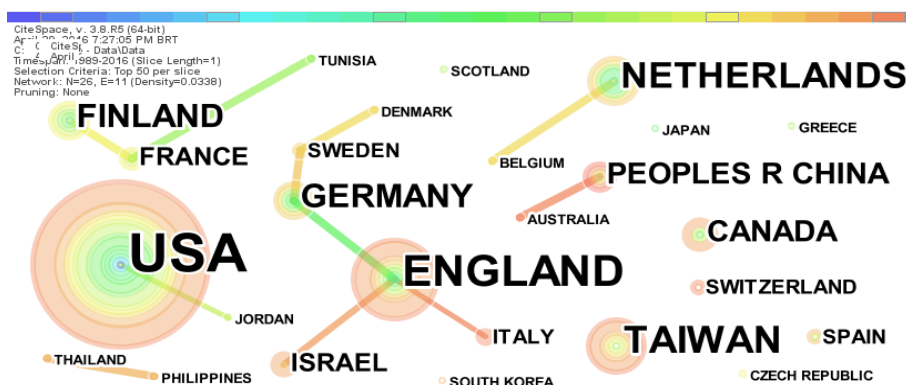 CiteSpace, v. 3.8.R5 (64-bit)
2016 7:27:05 PM BRT
CiteSp
- Data\Data
April
Timespan: 1989-2016 (Slice Length=1)
Selection Criteria: Top 50 per slice
Network: N=26, E=11 (Density=0.0338)
Pruning: None
TUNISIA
SCOTLAND
NETHERLANDS
FINLAND
DENMARK
JAPAN
GREECE
FRANCE
SWEDEN
BELGIUM
PEOPLES R CHINA
GERMANY
AUSTRALIA
CANADA
USA
ENGLAND
SWITZERLAND
JORDAN
ITALY
TAIWAN
SPAIN
THAILAND
ISRAEL
PHILIPPINES
SOUTH KOREA
CZECH REPUBLIC